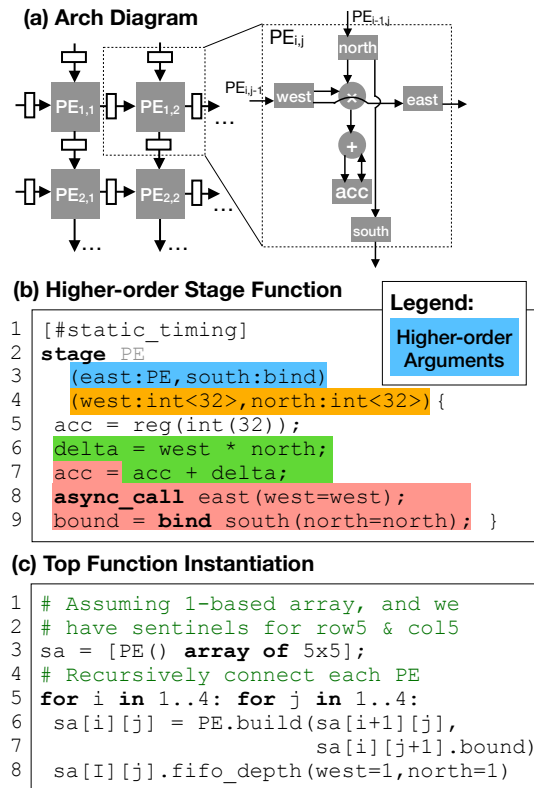 (a) Arch Diagram
PE1,1
PE1,2
...
PE2,1
PE2,2
...
...
...
PEi,j
PEi-1,j
north
PEi,j-1
west
×
east
+
acc
south
(b) Higher-order Stage Function
Legend:
Higher-order
Arguments
1 [#static_timing]
2 stage PE
3 (east:PE,south:bind)
4 (west:int<32>,north:int<32>){
5 acc = reg(int(32));
6 delta = west * north;
7 acc = acc + delta;
8 async_call east(west=west);
9 bound = bind south(north=north); }
(c) Top Function Instantiation
1 # Assuming 1-based array, and we
2 # have sentinels for row5 & col5
3 sa = [PE() array of 5x5];
4 # Recursively connect each PE
5 for i in 1..4: for j in 1..4:
6 sa[i][j] = PE.build(sa[i+1][j],
7 sa[i][j+1].bound)
8 sa[I][j].fifo_depth(west=1,north=1)